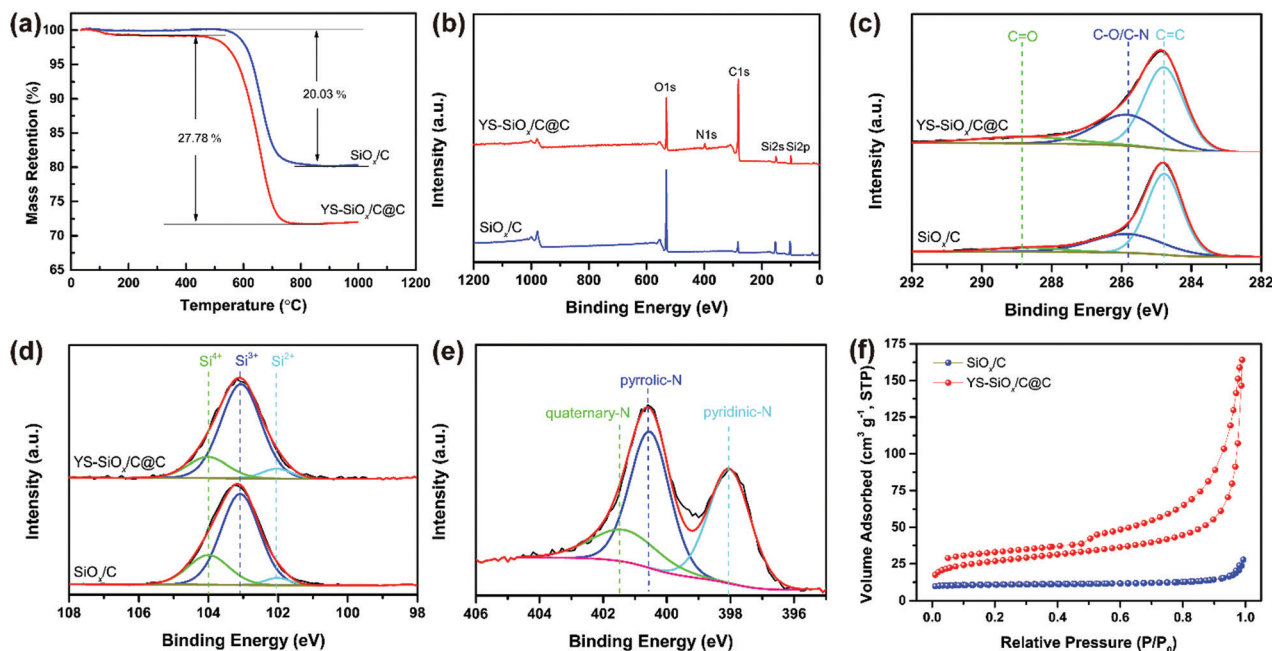 (a)
100
95
90
85
80
75
70
65
Mass Retention (%)
20.03 %
27.78 %
SiOₓ/C
YS-SiOₓ/C@C
0 200 400 600 800 1000 1200
Temperature (°C)
(b)
Intensity (a.u.)
O1s
C1s
N1s
Si2s Si2p
YS-SiOₓ/C@C
SiOₓ/C
1200 1000 800 600 400 200 0
Binding Energy (eV)
(c)
Intensity (a.u.)
C=O C-O/C-N C=C
YS-SiOₓ/C@C
SiOₓ/C
292 290 288 286 284 282
Binding Energy (eV)
(d)
Intensity (a.u.)
Si⁴⁺ Si³⁺ Si²⁺
YS-SiOₓ/C@C
SiOₓ/C
108 106 104 102 100 98
Binding Energy (eV)
(e)
Intensity (a.u.)
pyrrolic-N
quaternary-N
pyridinic-N
406 404 402 400 398 396 394
Binding Energy (eV)
(f)
175
150
125
100
75
50
25
0
Volume Adsorbed (cm³ g⁻¹, STP)
SiOₓ/C
YS-SiOₓ/C@C
0.0 0.2 0.4 0.6 0.8 1.0
Relative Pressure (P/P₀)